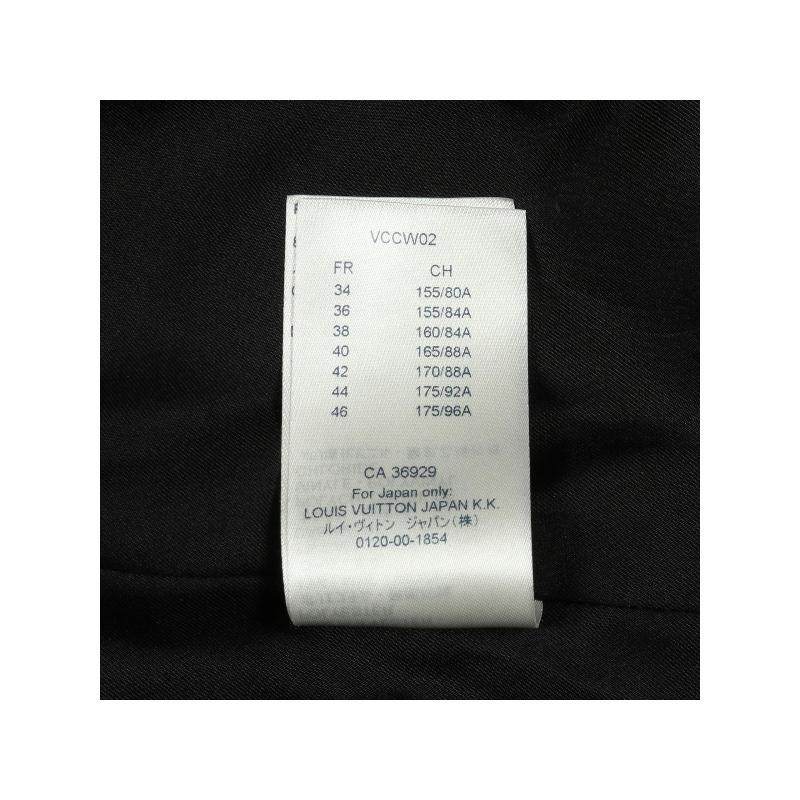 VCCW02
FR CH
34 155/80A
36 155/84A
38 160/84A
40 165/88A
42 170/88A
44 175/92A
46 175/96A
CA 36929
For Japan only:
LOUIS VUITTON JAPAN K.K.
ルイ・ヴィトン ジャパン(株)
0120-00-1854